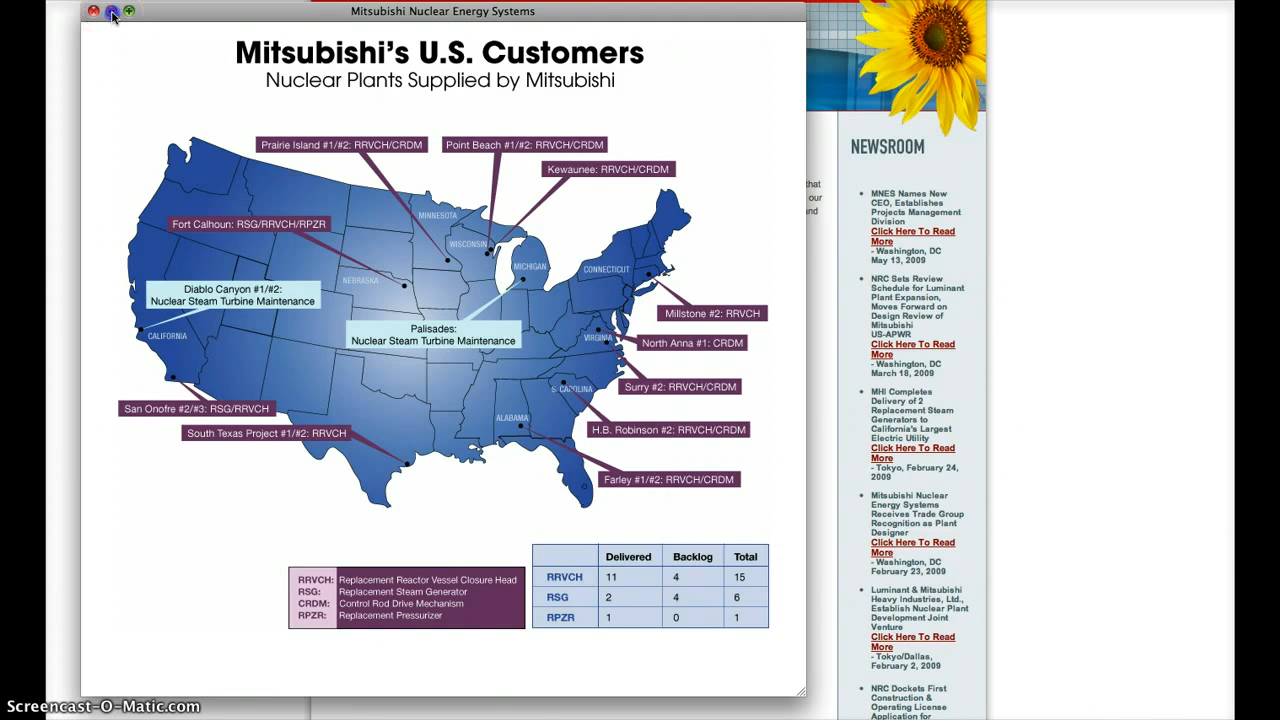 Mitsubishi Nuclear Energy Systems
Mitsubishi's U.S. Customers
Nuclear Plants Supplied by Mitsubishi
Prairie Island #1/#2: RRVCH/CRDM
Point Beach #1/#2: RRVCH/CRDM
Kewaunee: RRVCH/CRDM
Fort Calhoun: RSG/RRVCH/RPZR
MINNESOTA
WISCONSIN
MICHIGAN
CONNECTICUT
NEBRASKA
Diablo Canyon #1/#2:
Nuclear Steam Turbine Maintenance
CALIFORNIA
Palisades:
Nuclear Steam Turbine Maintenance
Millstone #2: RRVCH
VIRGINIA
North Anna #1: CRDM
Surry #2: RRVCH/CRDM
S. CAROLINA
San Onofre #2/#3: RSG/RRVCH
ALABAMA
H.B. Robinson #2: RRVCH/CRDM
South Texas Project #1/#2: RRVCH
Farley #1/#2: RRVCH/CRDM
RRVCH: Replacement Reactor Vessel Closure Head
RSG: Replacement Steam Generator
CRDM: Control Rod Drive Mechanism
RPZR: Replacement Pressurizer
Delivered Backlog Total
RRVCH 11 4 15
RSG 2 4 6
RPZR 1 0 1
that
our
and
NEWSROOM
MNES Names New
CEO, Establishes
Projects Management
Division
Click Here To Read
More
- Washington, DC
May 13, 2009
NRC Sets Review
Schedule for Luminant
Plant Expansion,
Moves Forward on
Design Review of
Mitsubishi
US-APWR
Click Here To Read
More
- Washington, DC
March 18, 2009
MHI Completes
Delivery of 2
Replacement Steam
Generators to
California's Largest
Electric Utility
Click Here To Read
More
- Tokyo, February 24,
2009
Mitsubishi Nuclear
Energy Systems
Receives Trade Group
Recognition as Plant
Designer
Click Here To Read
More
- Washington, DC
February 23, 2009
Luminant & Mitsubishi
Heavy Industries, Ltd.,
Establish Nuclear Plant
Development Joint
Venture
Click Here To Read
More
- Tokyo/Dallas,
February 2, 2009
NRC Dockets First
Construction &
Operating License
Application for
Screencast-O-Matic.com